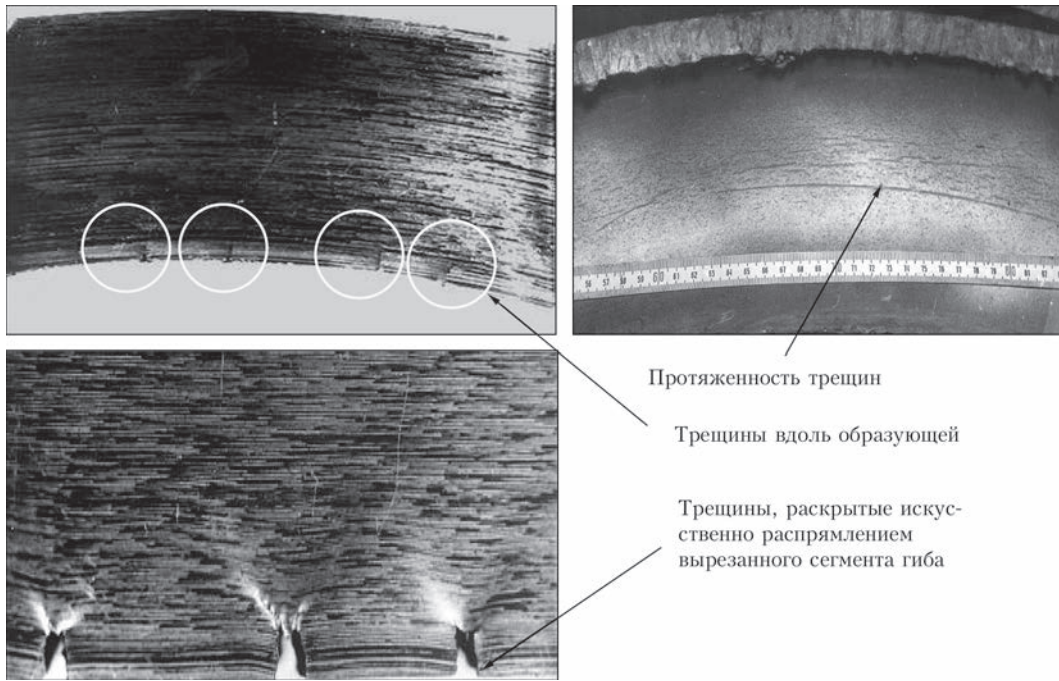 Протяженность трещин
Трещины вдоль образующей
Трещины, раскрытые искус-
ственно распрямлением
вырезанного сегмента гиба